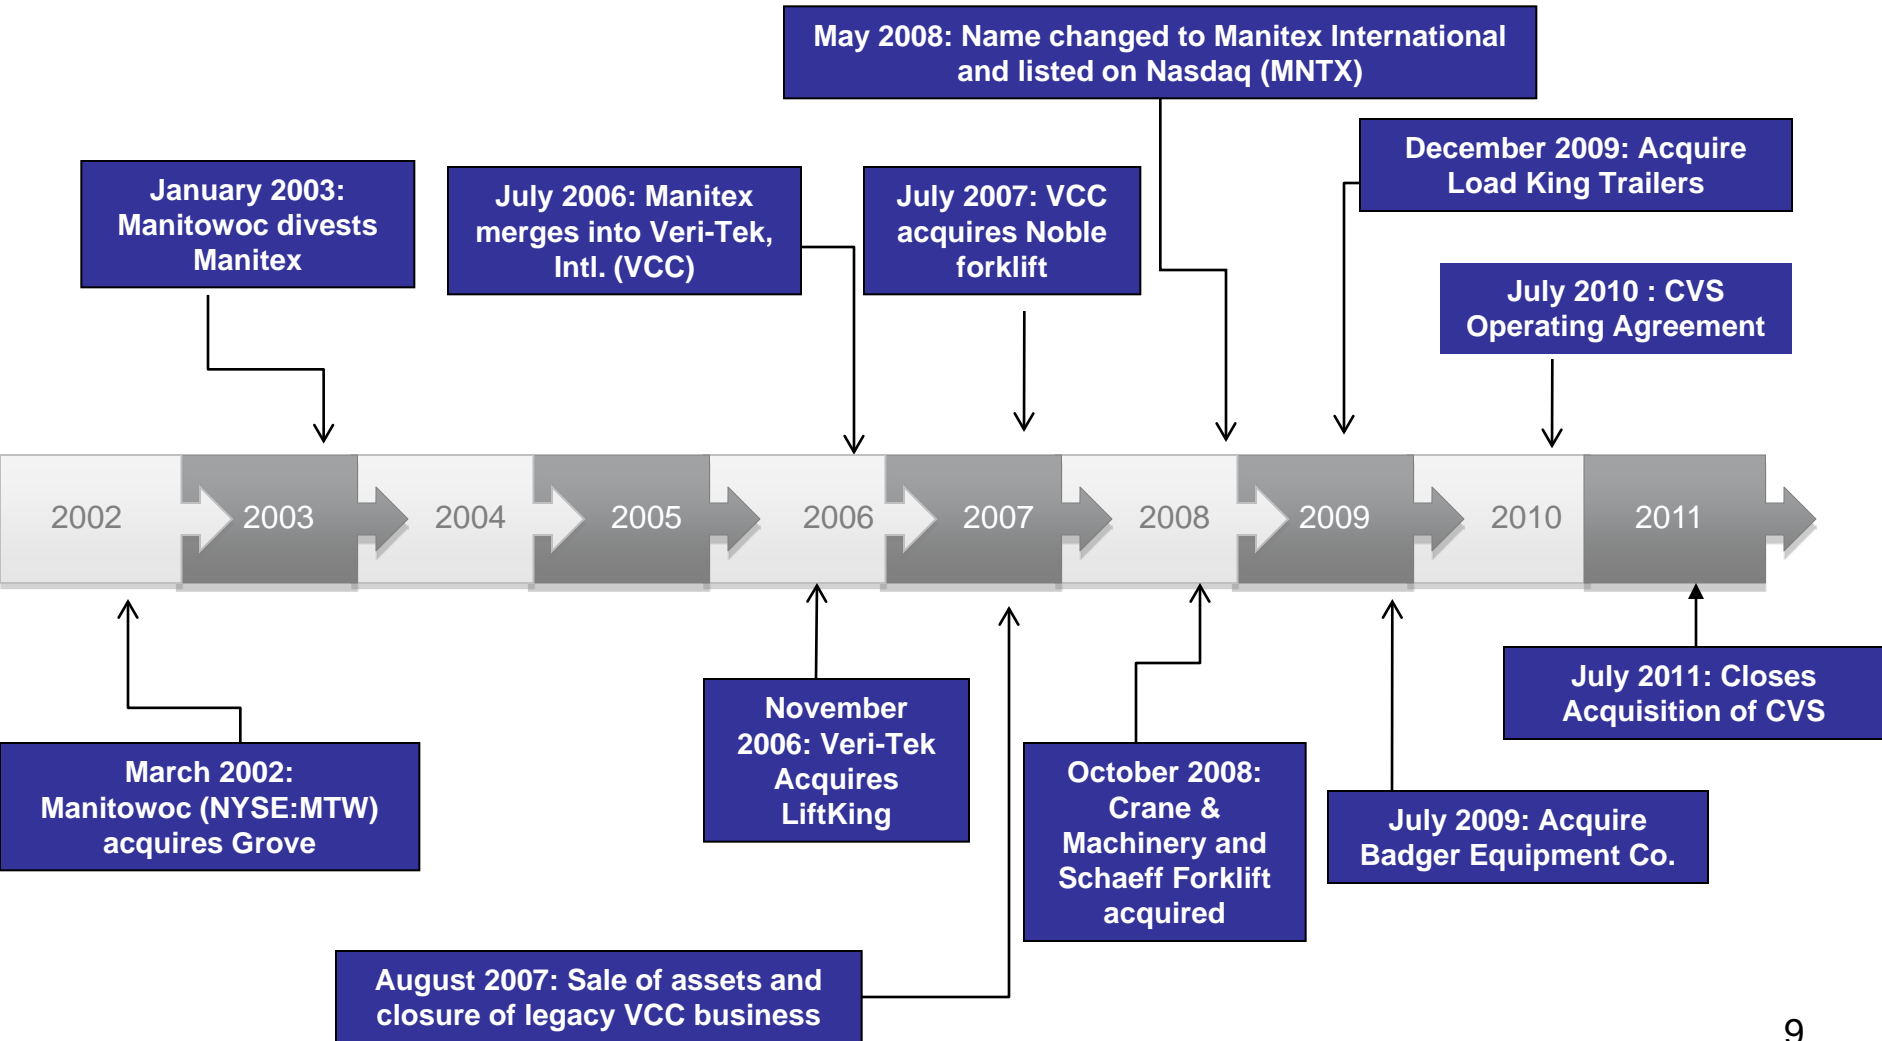 May 2008: Name changed to Manitex International
and listed on Nasdaq (MNTX)
December 2009: Acquire
Load King Trailers
January 2003:
Manitowoc divests
Manitex
July 2006: Manitex
merges into Veri-Tek,
Intl. (VCC)
July 2007: VCC
acquires Noble
forklift
July 2010 : CVS
Operating Agreement
2002
2003
2004
2005
2006
2007
2008
2009
2010
2011
July 2011: Closes
Acquisition of CVS
November
2006: Veri-Tek
Acquires
LiftKing
March 2002:
Manitowoc (NYSE:MTW)
acquires Grove
October 2008:
Crane &
Machinery and
Schaeff Forklift
acquired
July 2009: Acquire
Badger Equipment Co.
August 2007: Sale of assets and
closure of legacy VCC business
9